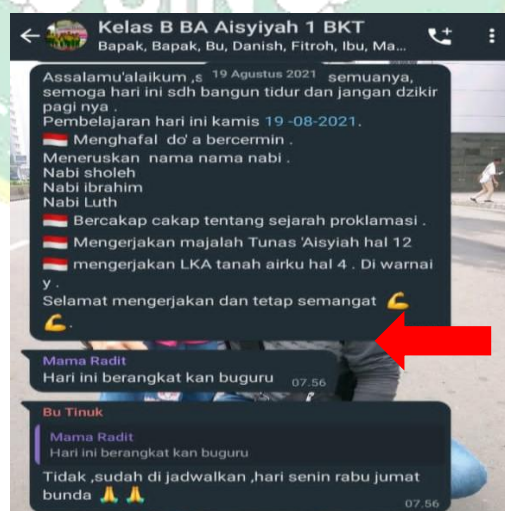 Kelas B BA Aisyiyah 1 BKT
Bapak, Bapak, Bu, Danish, Fitroh, Ibu, Ma...
19 Agustus 2021
Assalamu'alaikum ,s semuanya,
semoga hari ini sdh bangun tidur dan jangan dzikir
pagi nya .
Pembelajaran hari ini kamis 19 -08-2021.
🇮🇩 Menghafal do' a bercermin .
Meneruskan nama nama nabi .
Nabi sholeh
Nabi ibrahim
Nabi Luth
🇮🇩 Bercakap cakap tentang sejarah proklamasi .
🇮🇩 Mengerjakan majalah Tunas 'Aisyiah hal 12
🇮🇩 mengerjakan LKA tanah airku hal 4 . Di warnai
y .
Selamat mengerjakan dan tetap semangat 💪
💪.
Mama Radit
Hari ini berangkat kan buguru 07.56
Bu Tinuk
Mama Radit
Hari ini berangkat kan buguru
Tidak ,sudah di jadwalkan ,hari senin rabu jumat
bunda 🙏 🙏
07.56